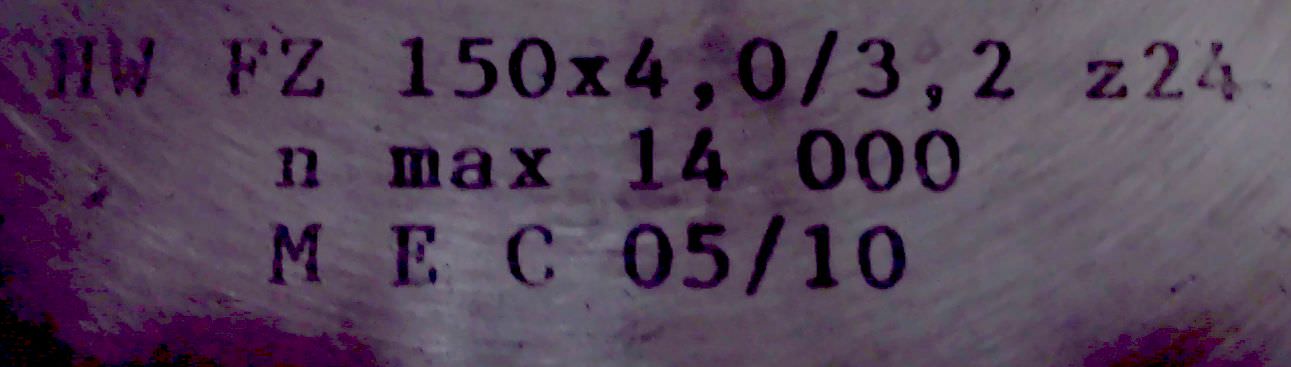 HW FZ 150x4,0/3,2 z24
n max 14 000
M E C 05/10